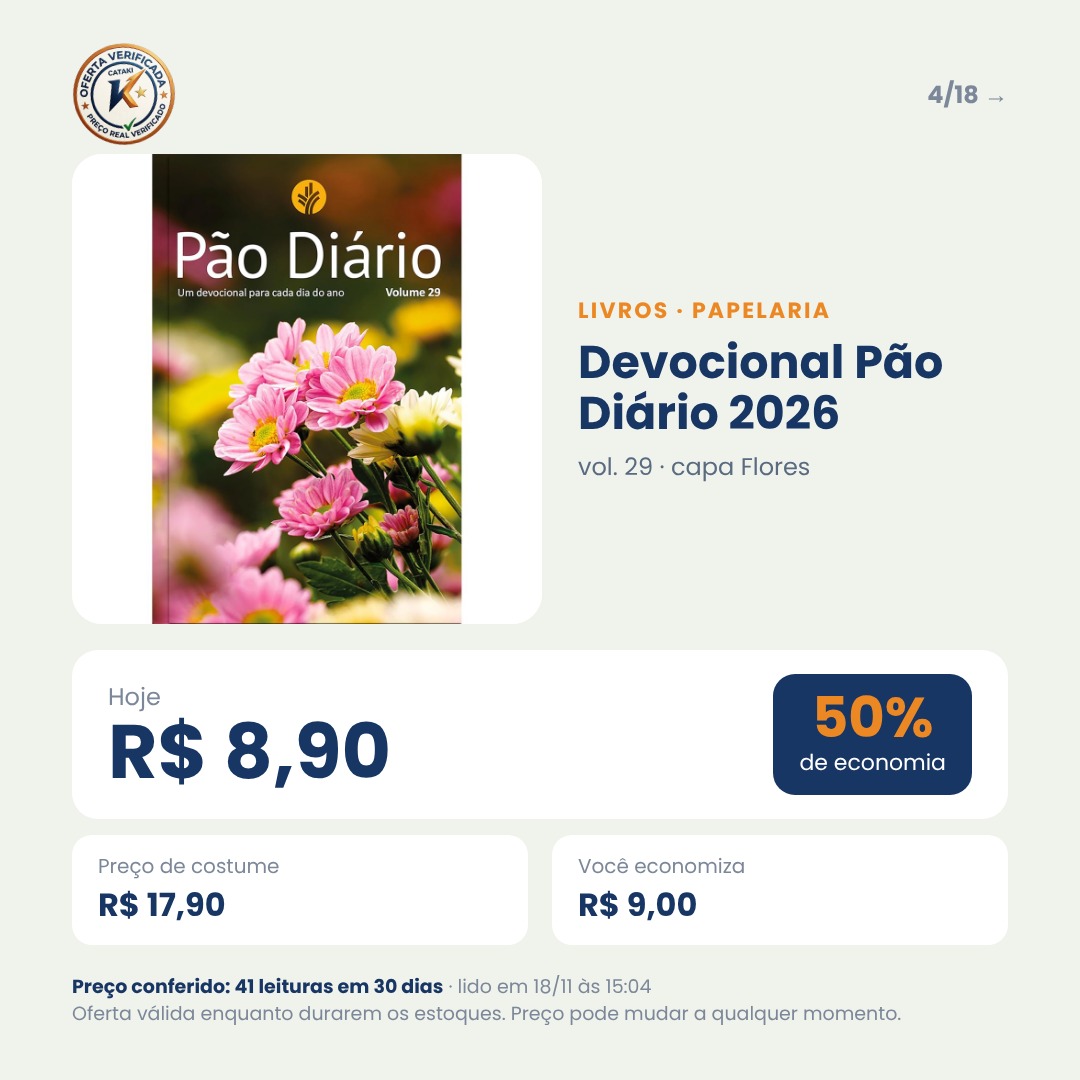 OFERTA VERIFICADA
CATAKI
K
PREÇO REAL VERIFICADO
4/18 →
Pão Diário
Um devocional para cada dia do ano Volume 29
LIVROS · PAPELARIA
Devocional Pão
Diário 2026
vol. 29 · capa Flores
Hoje
R$ 8,90
50%
de economia
Preço de costume
R$ 17,90
Você economiza
R$ 9,00
Preço conferido: 41 leituras em 30 dias · lido em 18/11 às 15:04
Oferta válida enquanto durarem os estoques. Preço pode mudar a qualquer momento.